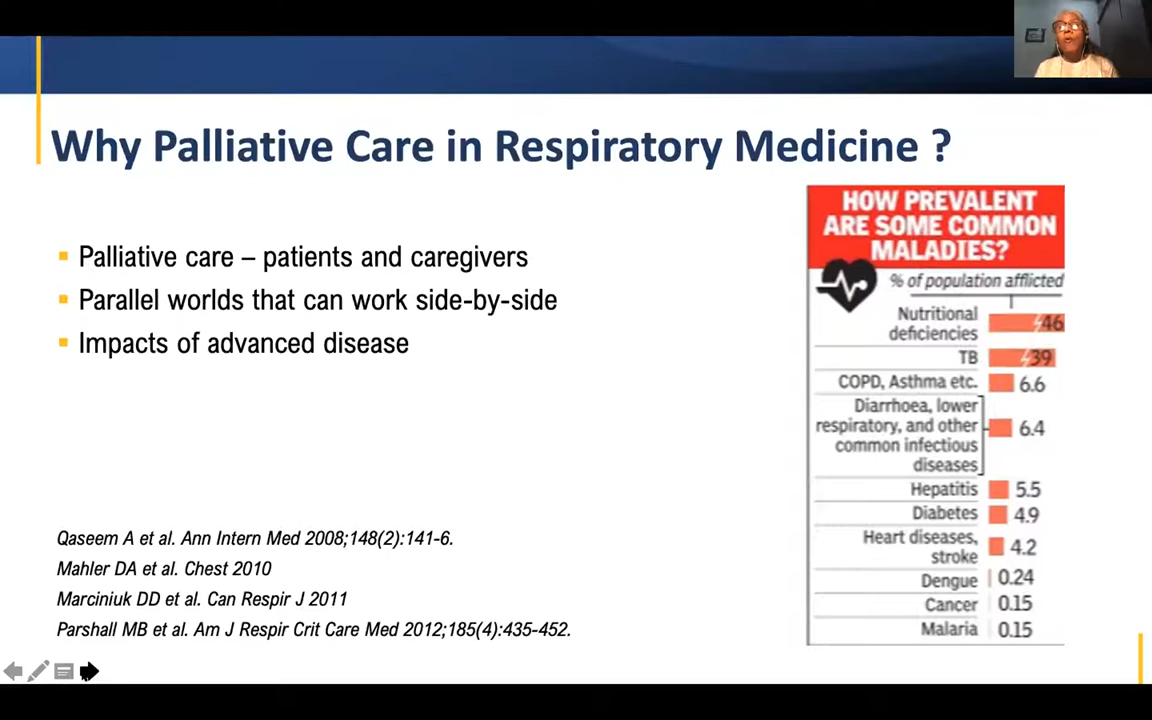 Why Palliative Care in Respiratory Medicine ?
Palliative care – patients and caregivers
Parallel worlds that can work side-by-side
Impacts of advanced disease
Qaseem A et al. Ann Intern Med 2008;148(2):141-6.
Mahler DA et al. Chest 2010
Marciniuk DD et al. Can Respir J 2011
Parshall MB et al. Am J Respir Crit Care Med 2012;185(4):435-452.
HOW PREVALENT
ARE SOME COMMON
MALADIES?
% of population afflicted
Nutritional
deficiencies 46
TB 39
COPD, Asthma etc. 6.6
Diarrhoea, lower
respiratory, and other 6.4
common infectious
diseases
Hepatitis 5.5
Diabetes 4.9
Heart diseases,
stroke 4.2
Dengue 0.24
Cancer 0.15
Malaria 0.15